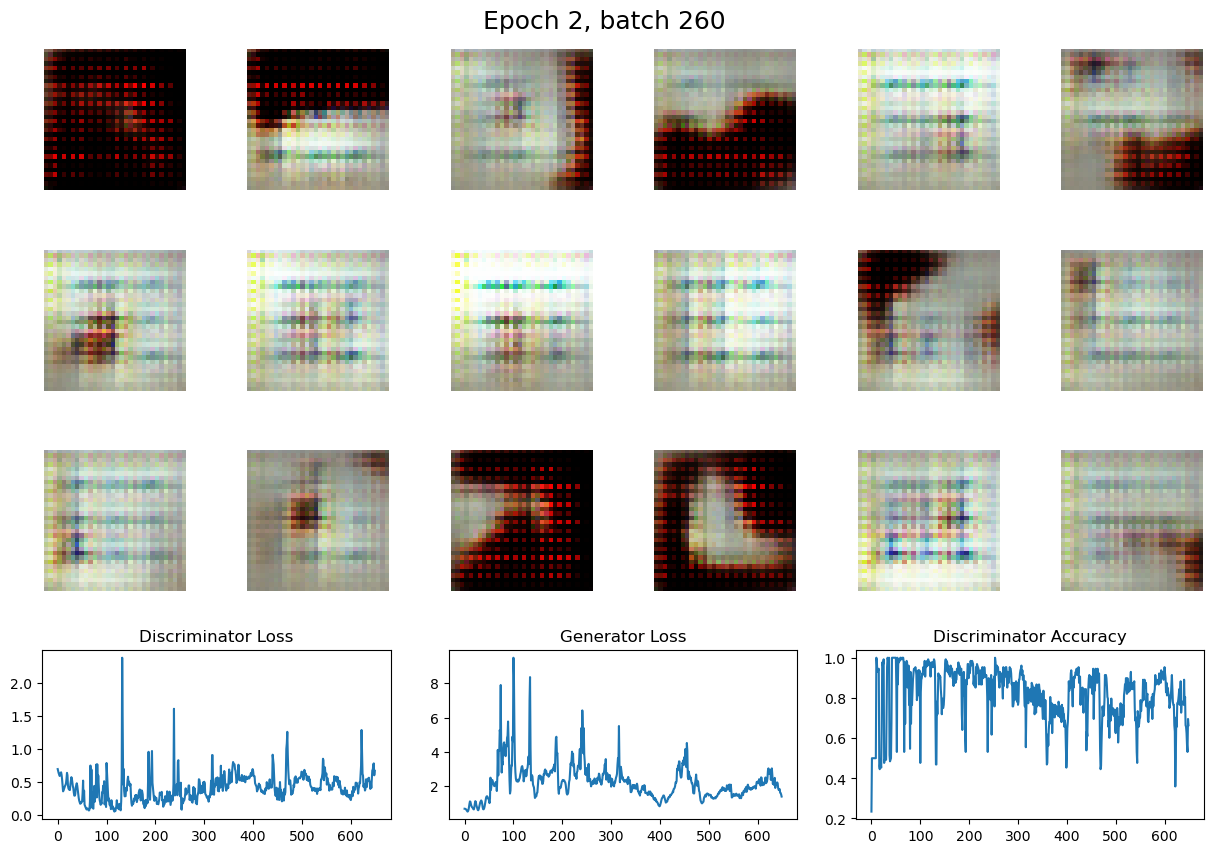 Epoch 2, batch 260
Discriminator Loss
Generator Loss
Discriminator Accuracy
2.0
1.5
1.0
0.5
0.0
0 100 200 300 400 500 600
8
6
4
2
0 100 200 300 400 500 600
1.0
0.8
0.6
0.4
0.2
0 100 200 300 400 500 600